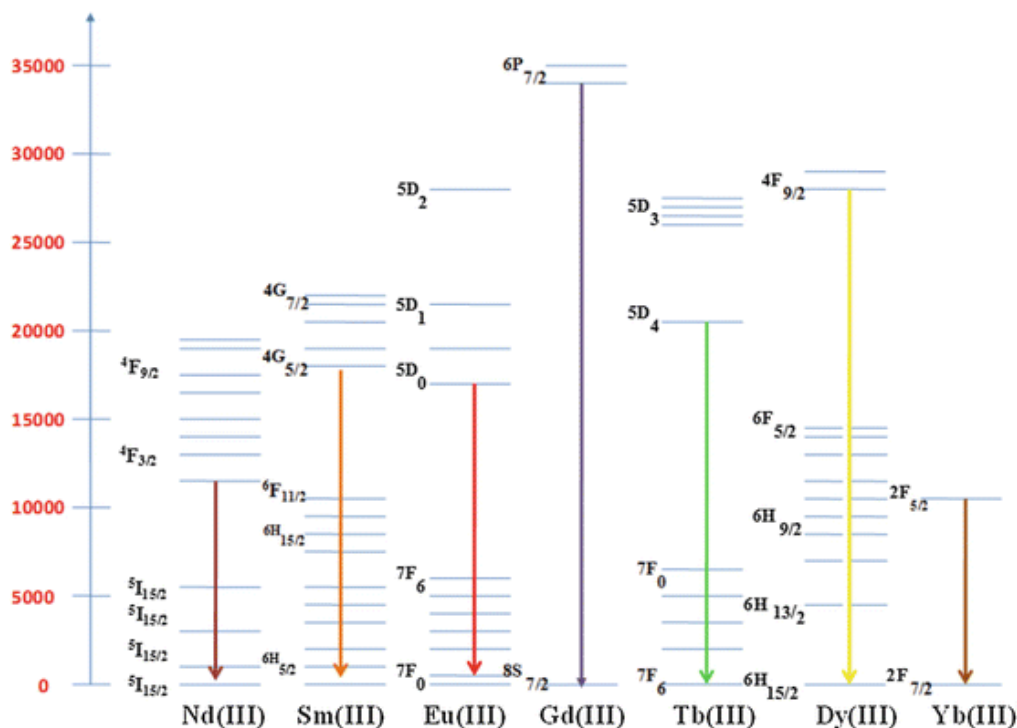 35000
30000
25000
20000
15000
10000
5000
0
⁴F9/2
⁴F3/2
⁵I15/2
⁵I15/2
⁵I15/2
⁵I15/2
Nd(III)
4G7/2
4G5/2
⁶F11/2
6H15/2
6H5/2
Sm(III)
5D2
5D1
5D0
7F6
7F0
Eu(III)
6P7/2
8S7/2
Gd(III)
5D3
5D4
7F0
7F6
Tb(III)
4F9/2
6F5/2
6H9/2
6H13/2
6H15/2
Dy(III)
2F5/2
2F7/2
Yb(III)